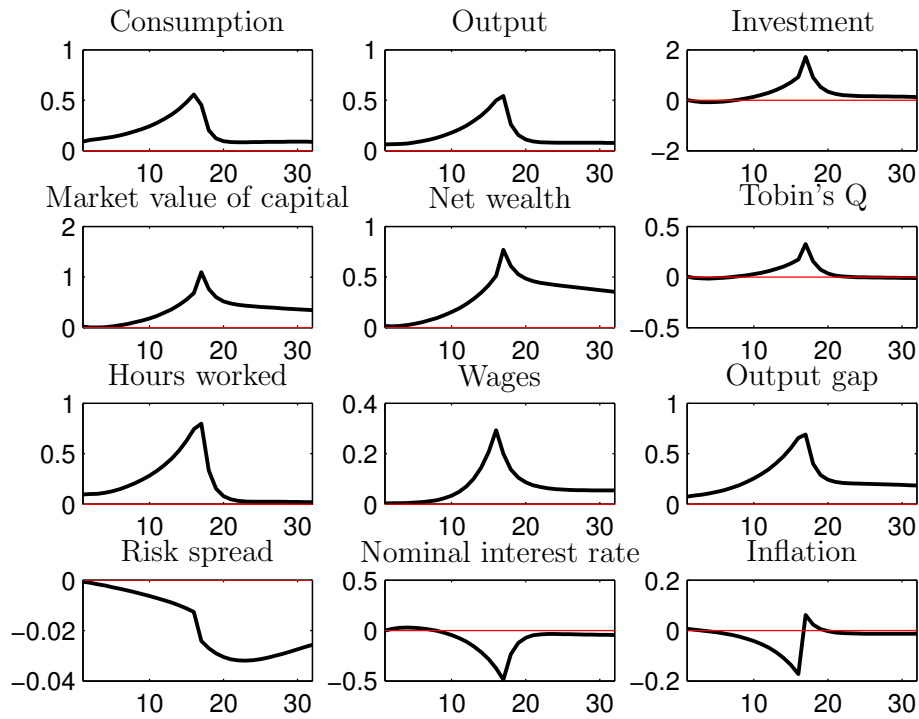 Consumption Output Investment
1 1 2
0.5 0.5 0
0 0 −2
10 20 30 10 20 30 10 20 30
Market value of capital Net wealth Tobin's Q
2 1 0.5
1 0.5 0
0 0 −0.5
10 20 30 10 20 30 10 20 30
Hours worked Wages Output gap
1 0.4 1
0.5 0.2 0.5
0 0 0
10 20 30 10 20 30 10 20 30
Risk spread Nominal interest rate Inflation
0 0.5 0.2
−0.02 0 0
−0.04 −0.5 −0.2
10 20 30 10 20 30 10 20 30